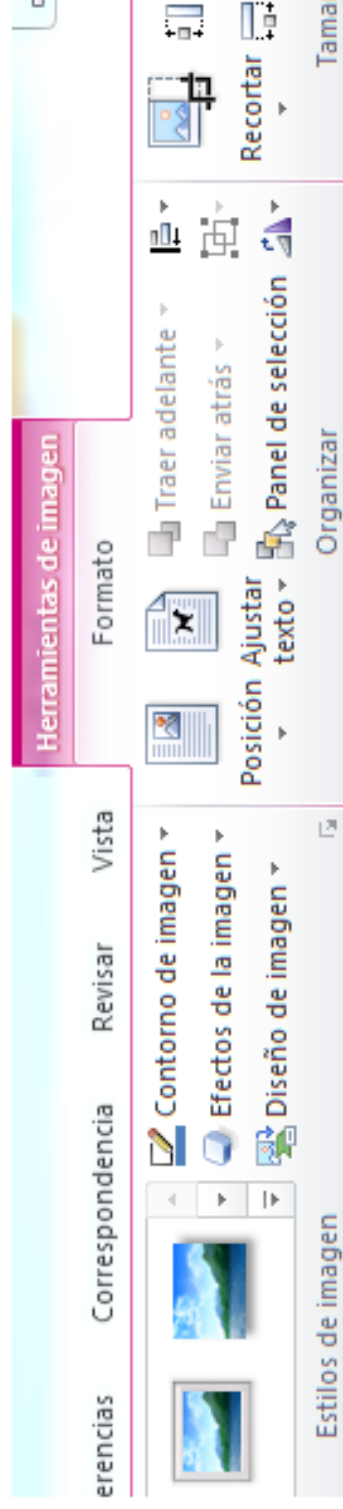 Herramientas de imagen
erencias Correspondencia Revisar Vista Formato
Contorno de imagen
Efectos de la imagen
Diseño de imagen
Estilos de imagen
Posición
Ajustar
texto
Traer adelante
Enviar atrás
Panel de selección
Organizar
Recortar
Tama